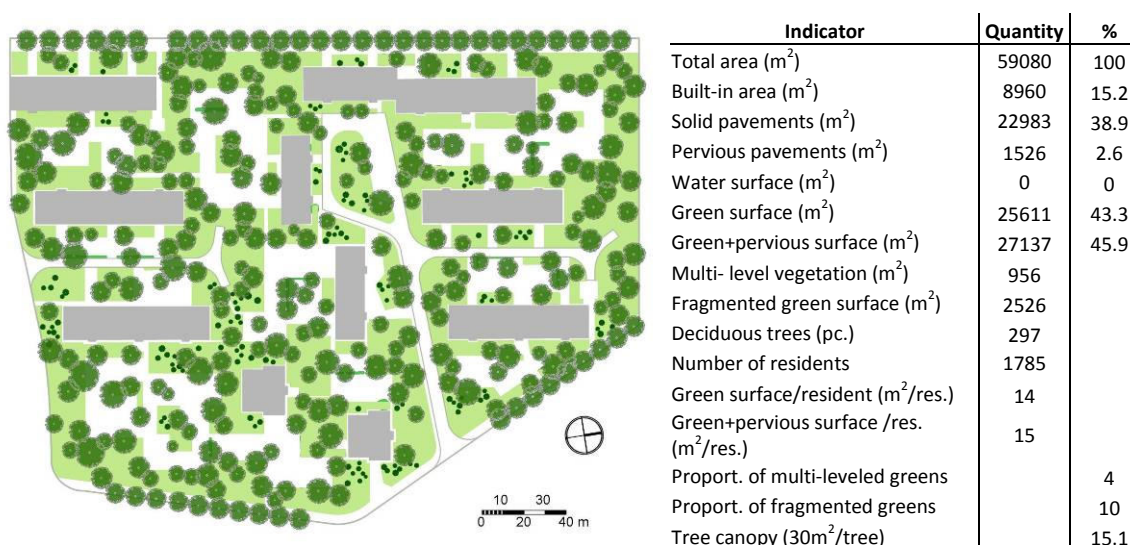 Indicator Quantity %
Total area (m²) 59080 100
Built-in area (m²) 8960 15.2
Solid pavements (m²) 22983 38.9
Pervious pavements (m²) 1526 2.6
Water surface (m²) 0 0
Green surface (m²) 25611 43.3
Green+pervious surface (m²) 27137 45.9
Multi- level vegetation (m²) 956
Fragmented green surface (m²) 2526
Deciduous trees (pc.) 297
Number of residents 1785
Green surface/resident (m²/res.) 14
Green+pervious surface /res.
(m²/res.) 15
Proport. of multi-leveled greens 4
Proport. of fragmented greens 10
Tree canopy (30m²/tree) 15.1
10 30
0 20 40 m